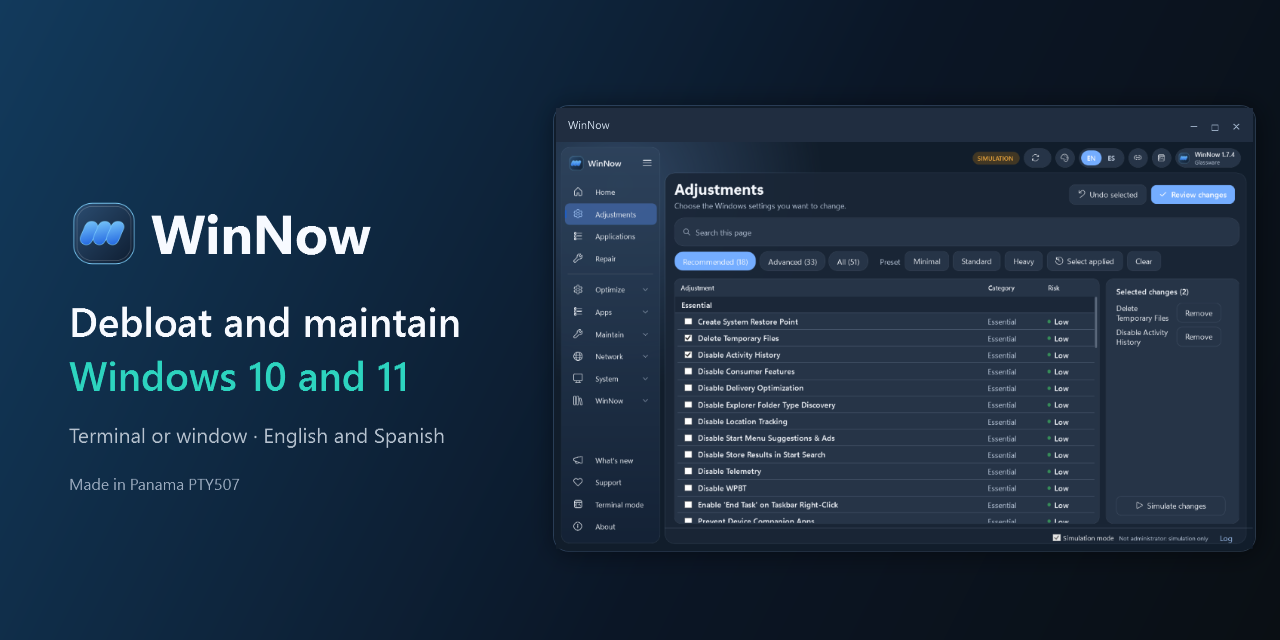 WinNow
Debloat and maintain
Windows 10 and 11
Terminal or window · English and Spanish
Made in Panama PTY507
WinNow
WinNow
Home
Adjustments
Applications
Repair
Optimize
Apps
Maintain
Network
System
WinNow
What's new
Support
Terminal mode
About
SIMULATION
EN
ES
WinNow 1.7.4
Glassware
Adjustments
Choose the Windows settings you want to change.
Undo selected
Review changes
Search this page
Recommended (18)
Advanced (33)
All (51)
Preset
Minimal
Standard
Heavy
Select applied
Clear
Adjustment Category Risk
Essential
Create System Restore Point Essential Low
Delete Temporary Files Essential Low
Disable Activity History Essential Low
Disable Consumer Features Essential Low
Disable Delivery Optimization Essential Low
Disable Explorer Folder Type Discovery Essential Low
Disable Location Tracking Essential Low
Disable Start Menu Suggestions & Ads Essential Low
Disable Store Results in Start Search Essential Low
Disable Telemetry Essential Low
Disable WPBT Essential Low
Enable 'End Task' on Taskbar Right-Click Essential Low
Prevent Device Companion Apps Essential Low
Selected changes (2)
Delete
Temporary Files
Remove
Disable Activity
History
Remove
Simulate changes
Simulation mode
Not administrator: simulation only
Log